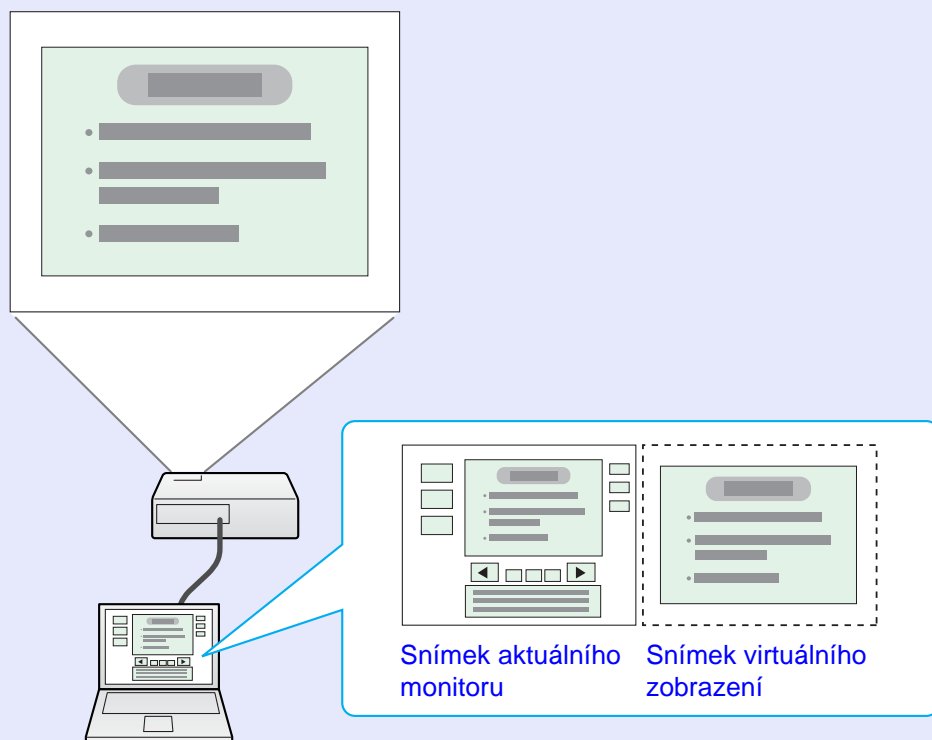 Snímek aktuálního
monitoru
Snímek virtuálního
zobrazení